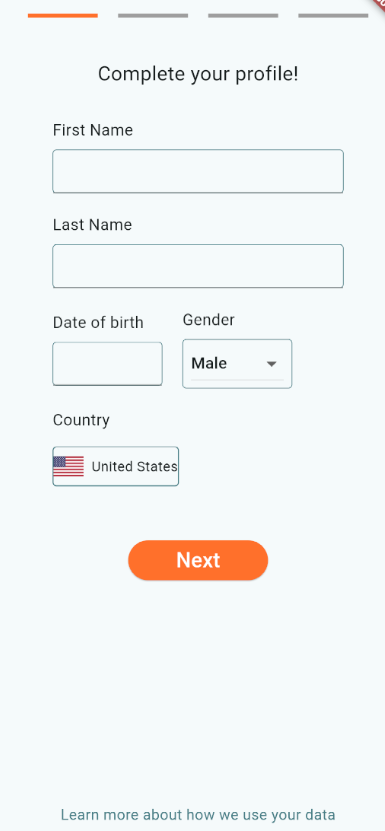 Complete your profile!
First Name
Last Name
Date of birth
Gender
Male
Country
United States
Next
Learn more about how we use your data